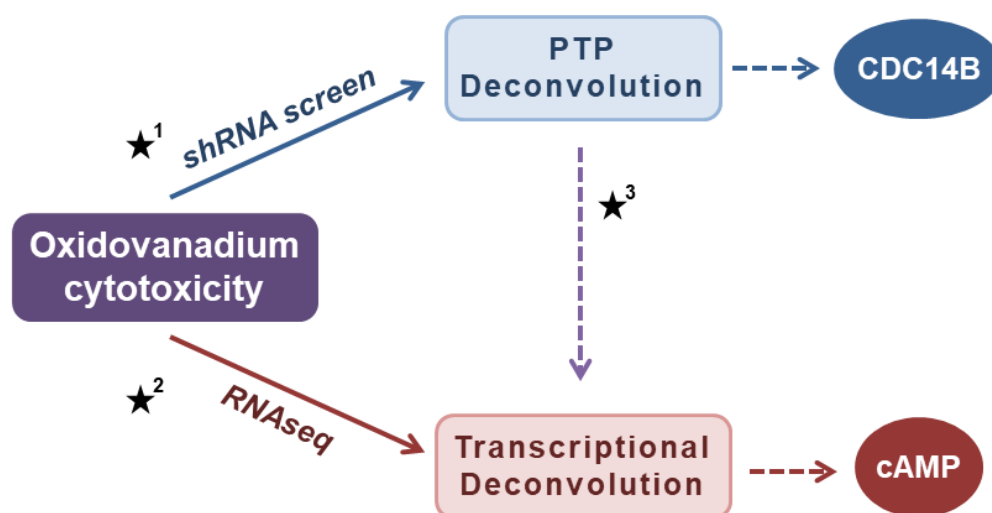 PTP
Deconvolution
CDC14B
shRNA screen
★1
★3
Oxidovanadium
cytotoxicity
★2
RNAseq
Transcriptional
Deconvolution
cAMP